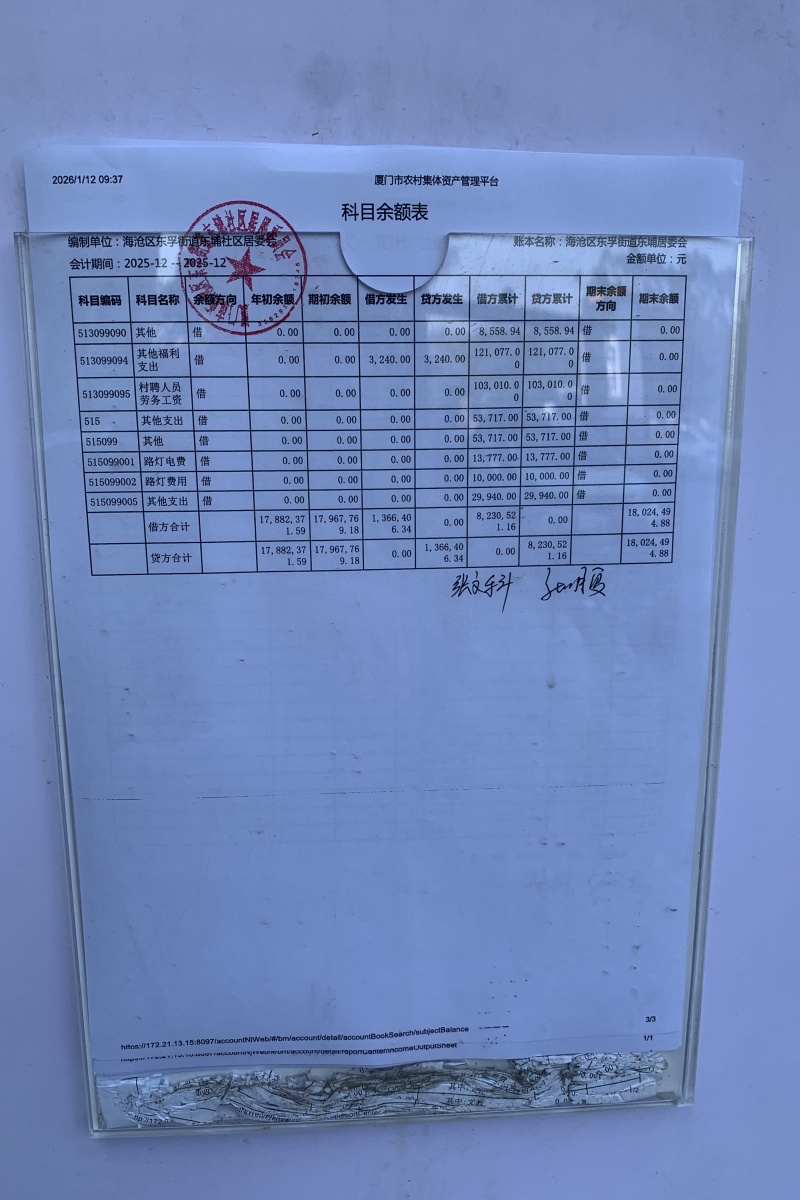 2026/1/12 09:37 厦门市农村集体资产管理平台
科目余额表
编制单位：海沧区东孚街道东埔社区居委会 账本名称：海沧区东孚街道东埔居委会
会计期间：2025-12 - 2025-12 金额单位：元
科目编码 科目名称 余额方向 年初余额 期初余额 借方发生 贷方发生 借方累计 贷方累计 期末余额方向 期末余额
513099090 其他 借 0.00 0.00 0.00 0.00 8,558.94 8,558.94 借 0.00
513099094 其他福利支出 借 0.00 0.00 3,240.00 3,240.00 121,077.00 121,077.00 借 0.00
513099095 村聘人员劳务工资 借 0.00 0.00 0.00 0.00 103,010.00 103,010.00 借 0.00
515 其他支出 借 0.00 0.00 0.00 0.00 53,717.00 53,717.00 借 0.00
515099 其他 借 0.00 0.00 0.00 0.00 53,717.00 53,717.00 借 0.00
515099001 路灯电费 借 0.00 0.00 0.00 0.00 13,777.00 13,777.00 借 0.00
515099002 路灯费用 借 0.00 0.00 0.00 0.00 10,000.00 10,000.00 借 0.00
515099005 其他支出 借 0.00 0.00 0.00 0.00 29,940.00 29,940.00 借 0.00
借方合计 17,882,371.59 17,967,769.18 1,366,406.34 0.00 8,230,521.16 0.00 18,024,494.88
贷方合计 17,882,371.59 17,967,769.18 0.00 1,366,406.34 0.00 8,230,521.16 18,024,494.88
3/3
https://172.21.13.15:8097/accountNlWeb/#/bm/account/detail/accountBookSearch/subjectBalance
1/1